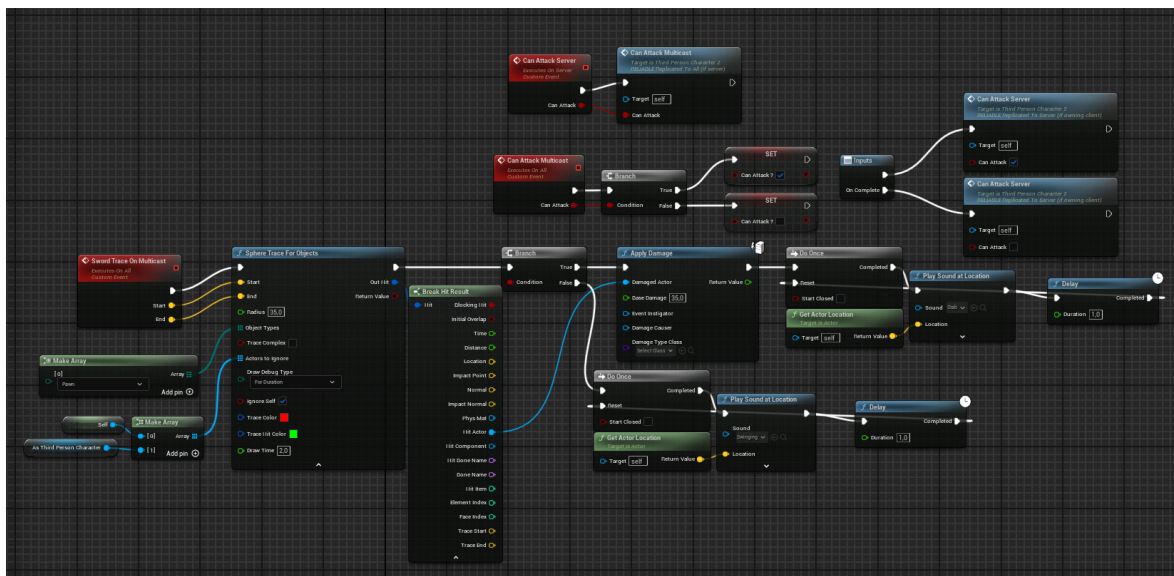 Can Attack Server
Executes On Server
Custom Event
Can Attack
Can Attack Multicast
Target is Third Person Character 2
RELIABLE Replicated To All (if server)
Target self
Can Attack
Can Attack Server
Target is Third Person Character 2
RELIABLE Replicated To Server (if owning client)
Target self
Can Attack
Inputs
On Complete
Can Attack Server
Target is Third Person Character 2
RELIABLE Replicated To Server (if owning client)
Target self
Can Attack
Can Attack Multicast
Executes On All
Custom Event
Can Attack
Branch
True
Condition False
SET
Can Attack ?
SET
Can Attack ?
Sword Trace On Multicast
Executes On All
Custom Event
Start
End
Sphere Trace For Objects
Start Out Hit
End Return Value
Radius 35,0
Object Types
Trace Complex
Actors to Ignore
Draw Debug Type
For Duration
Ignore Self
Trace Color
Trace Hit Color
Draw Time 2,0
Make Array
[0] Array
Pawn
Add pin
Self
As Third Person Character
Make Array
[0] Array
[1] Add pin
Break Hit Result
Hit Blocking Hit
Initial Overlap
Time
Distance
Location
Impact Point
Normal
Impact Normal
Phys Mat
Hit Actor
Hit Component
Hit Bone Name
Bone Name
Hit Item
Element Index
Face Index
Trace Start
Trace End
Branch
True
Condition False
Apply Damage
Damaged Actor Return Value
Base Damage 35,0
Event Instigator
Damage Causer
Damage Type Class
Select Class
Do Once
Completed
Reset
Start Closed
Get Actor Location
Target is Actor
Target self Return Value
Play Sound at Location
Sound
Location
Delay
Completed
Duration 1,0
Do Once
Completed
Reset
Start Closed
Get Actor Location
Target is Actor
Target self Return Value
Play Sound at Location
Sound
Swinging
Location
Delay
Completed
Duration 1,0